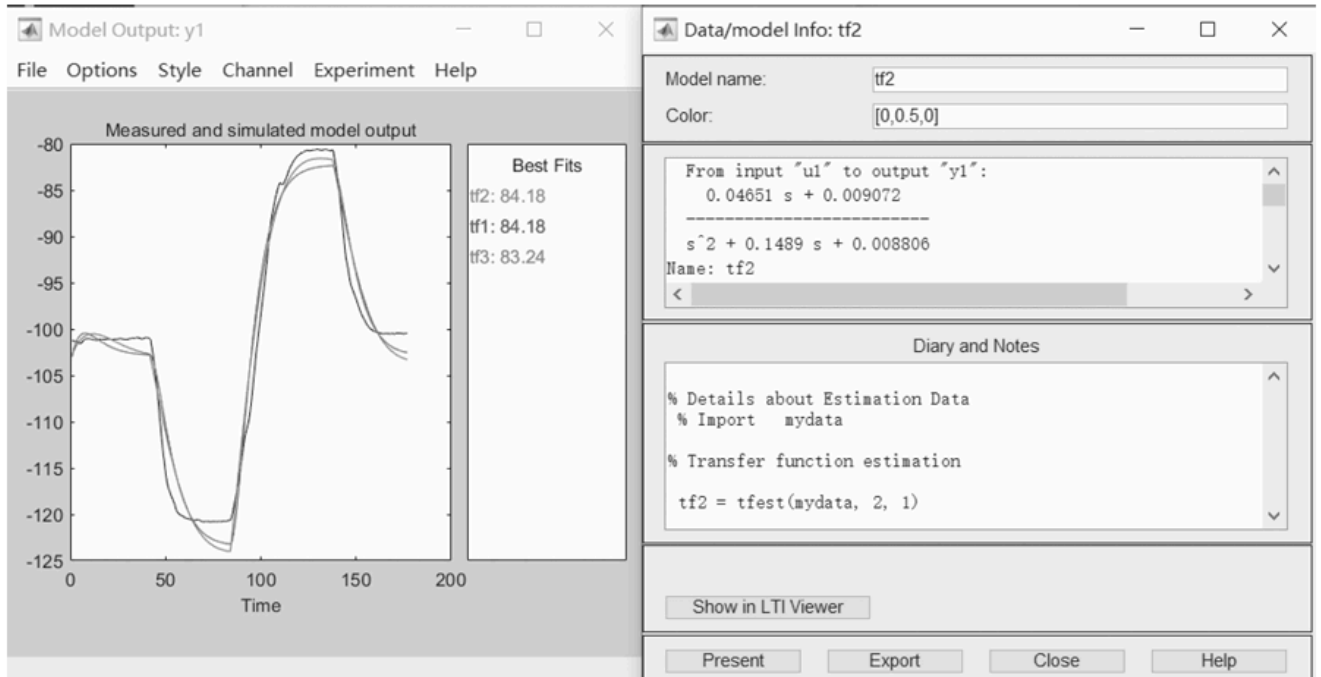 Model Output: y1
File Options Style Channel Experiment Help
Measured and simulated model output
-80
-85
-90
-95
-100
-105
-110
-115
-120
-125
0 50 100 150 200
Time
Best Fits
tf2: 84.18
tf1: 84.18
tf3: 83.24
Data/model Info: tf2
Model name: tf2
Color: [0,0.5,0]
From input "u1" to output "y1":
0.04651 s + 0.009072
-------------------------
s^2 + 0.1489 s + 0.008806
Name: tf2
Diary and Notes
% Details about Estimation Data
% Import mydata
% Transfer function estimation
tf2 = tfest(mydata, 2, 1)
Show in LTI Viewer
Present Export Close Help